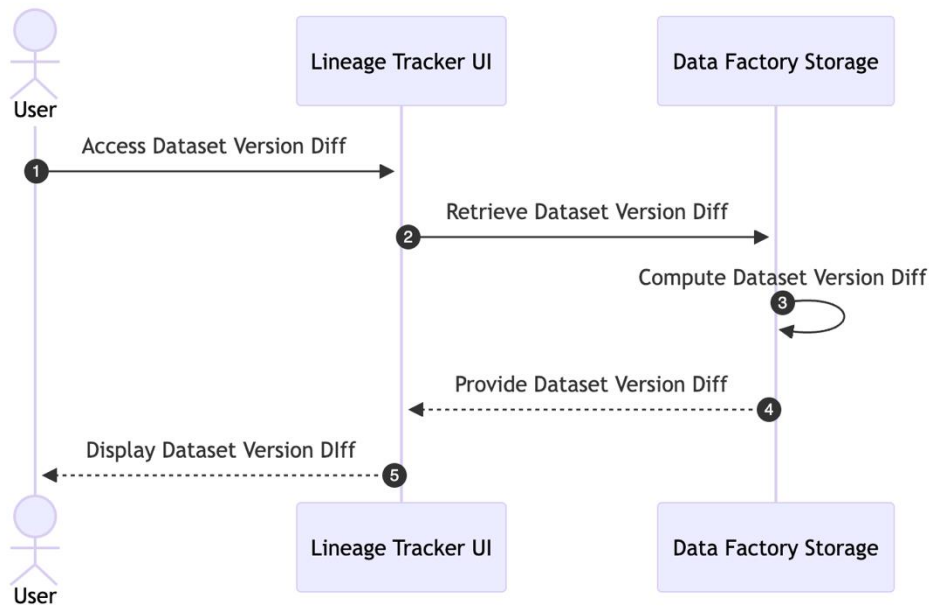 Lineage Tracker UI
Data Factory Storage
User
Access Dataset Version Diff
1
Retrieve Dataset Version Diff
2
Compute Dataset Version Diff
3
Provide Dataset Version Diff
4
Display Dataset Version DIff
5
Lineage Tracker UI
Data Factory Storage
User